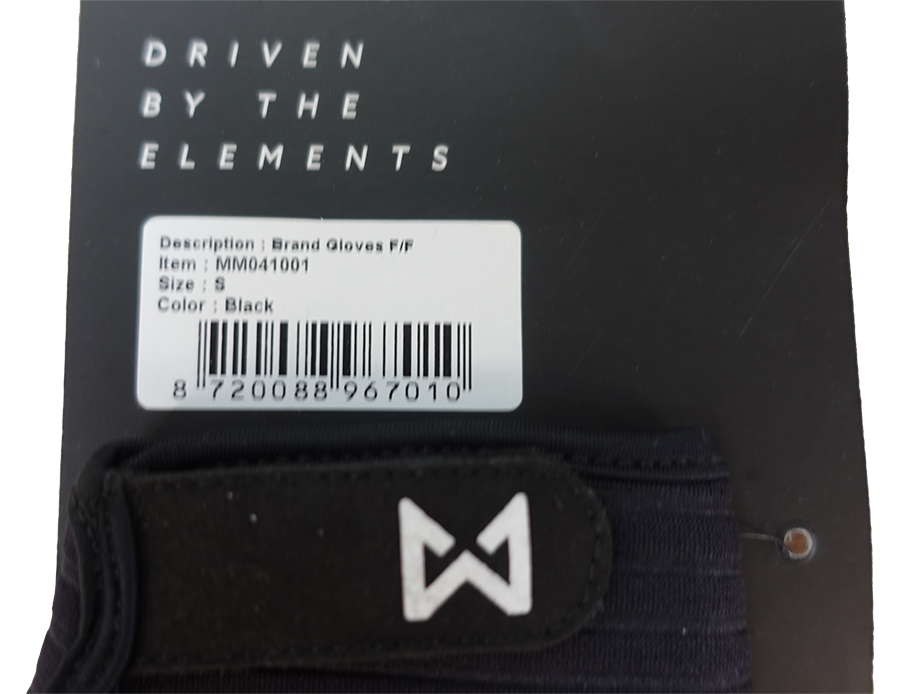 DRIVEN
BY THE
ELEMENTS
Description : Brand Gloves F/F
Item : MM041001
Size : S
Color : Black
8 720088 967010